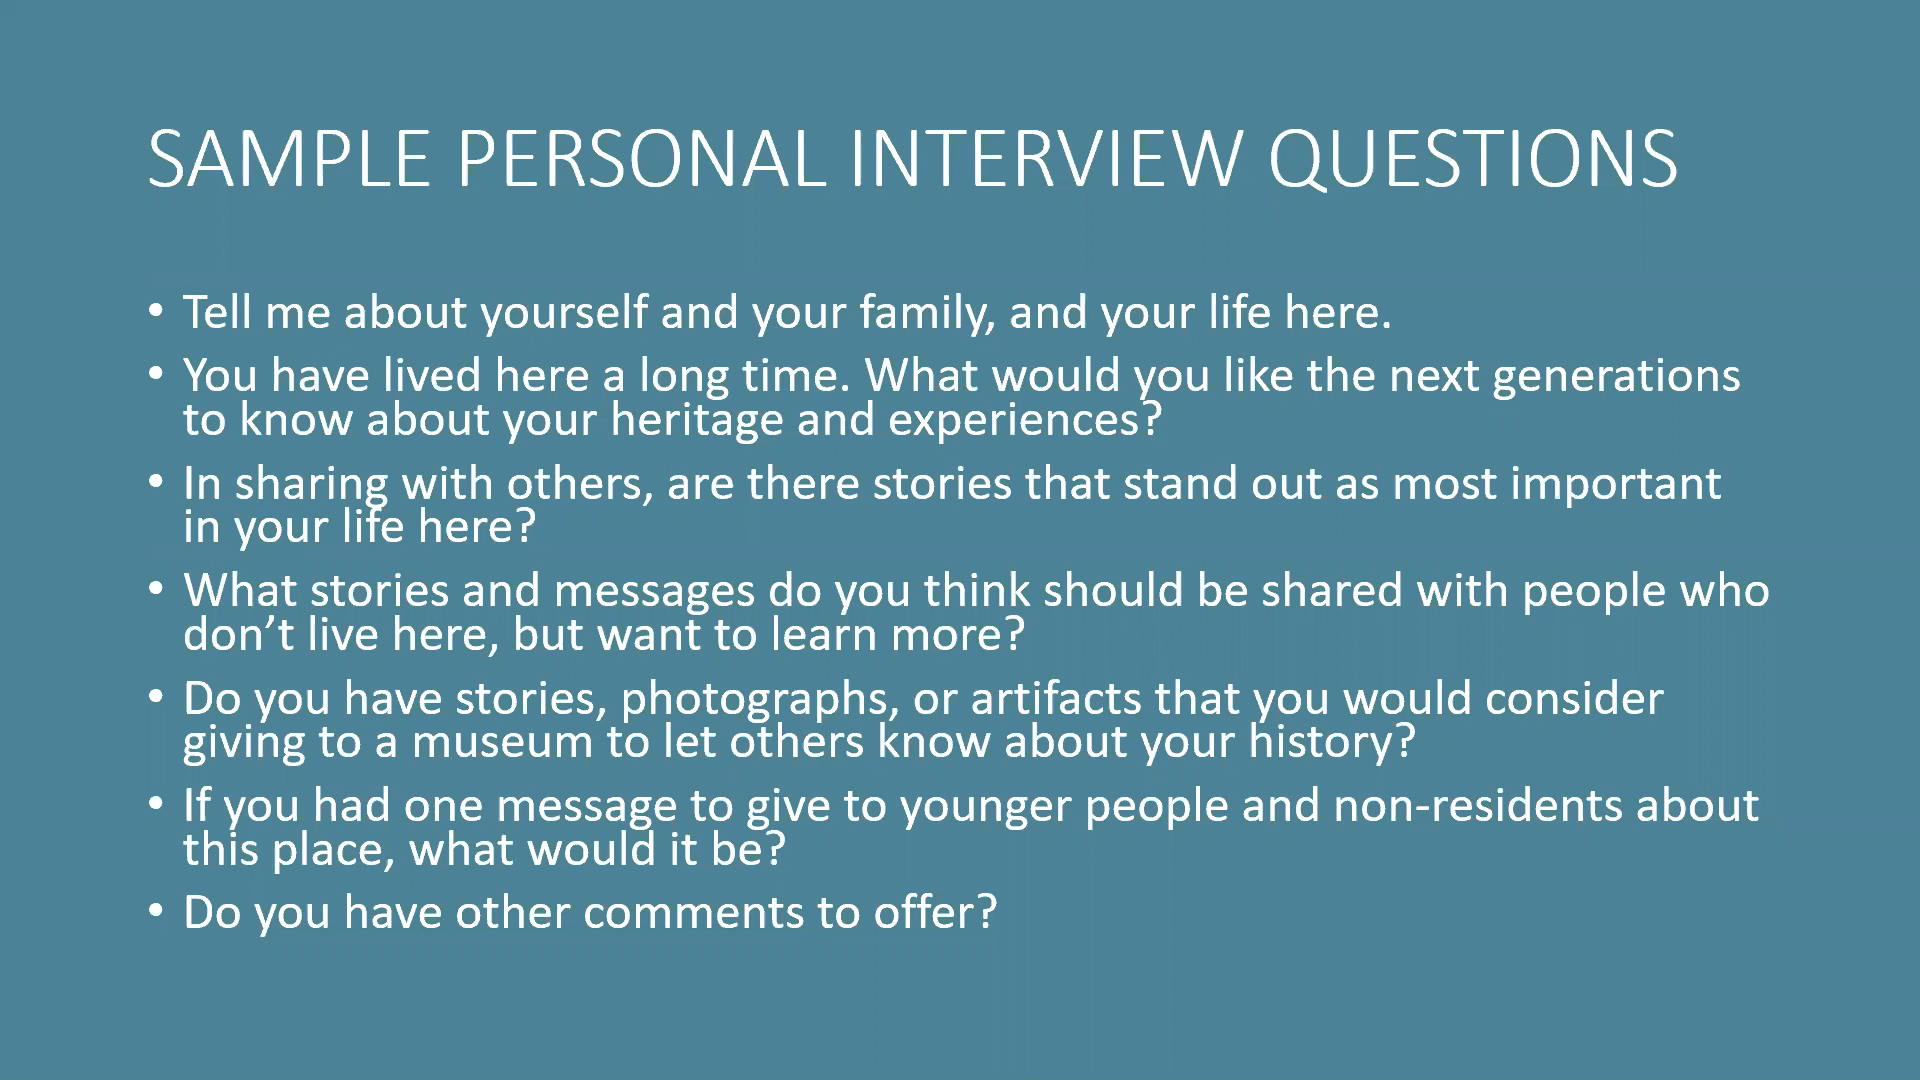 SAMPLE PERSONAL INTERVIEW QUESTIONS
• Tell me about yourself and your family, and your life here.
• You have lived here a long time. What would you like the next generations
to know about your heritage and experiences?
• In sharing with others, are there stories that stand out as most important
in your life here?
• What stories and messages do you think should be shared with people who
don’t live here, but want to learn more?
• Do you have stories, photographs, or artifacts that you would consider
giving to a museum to let others know about your history?
• If you had one message to give to younger people and non-residents about
this place, what would it be?
• Do you have other comments to offer?